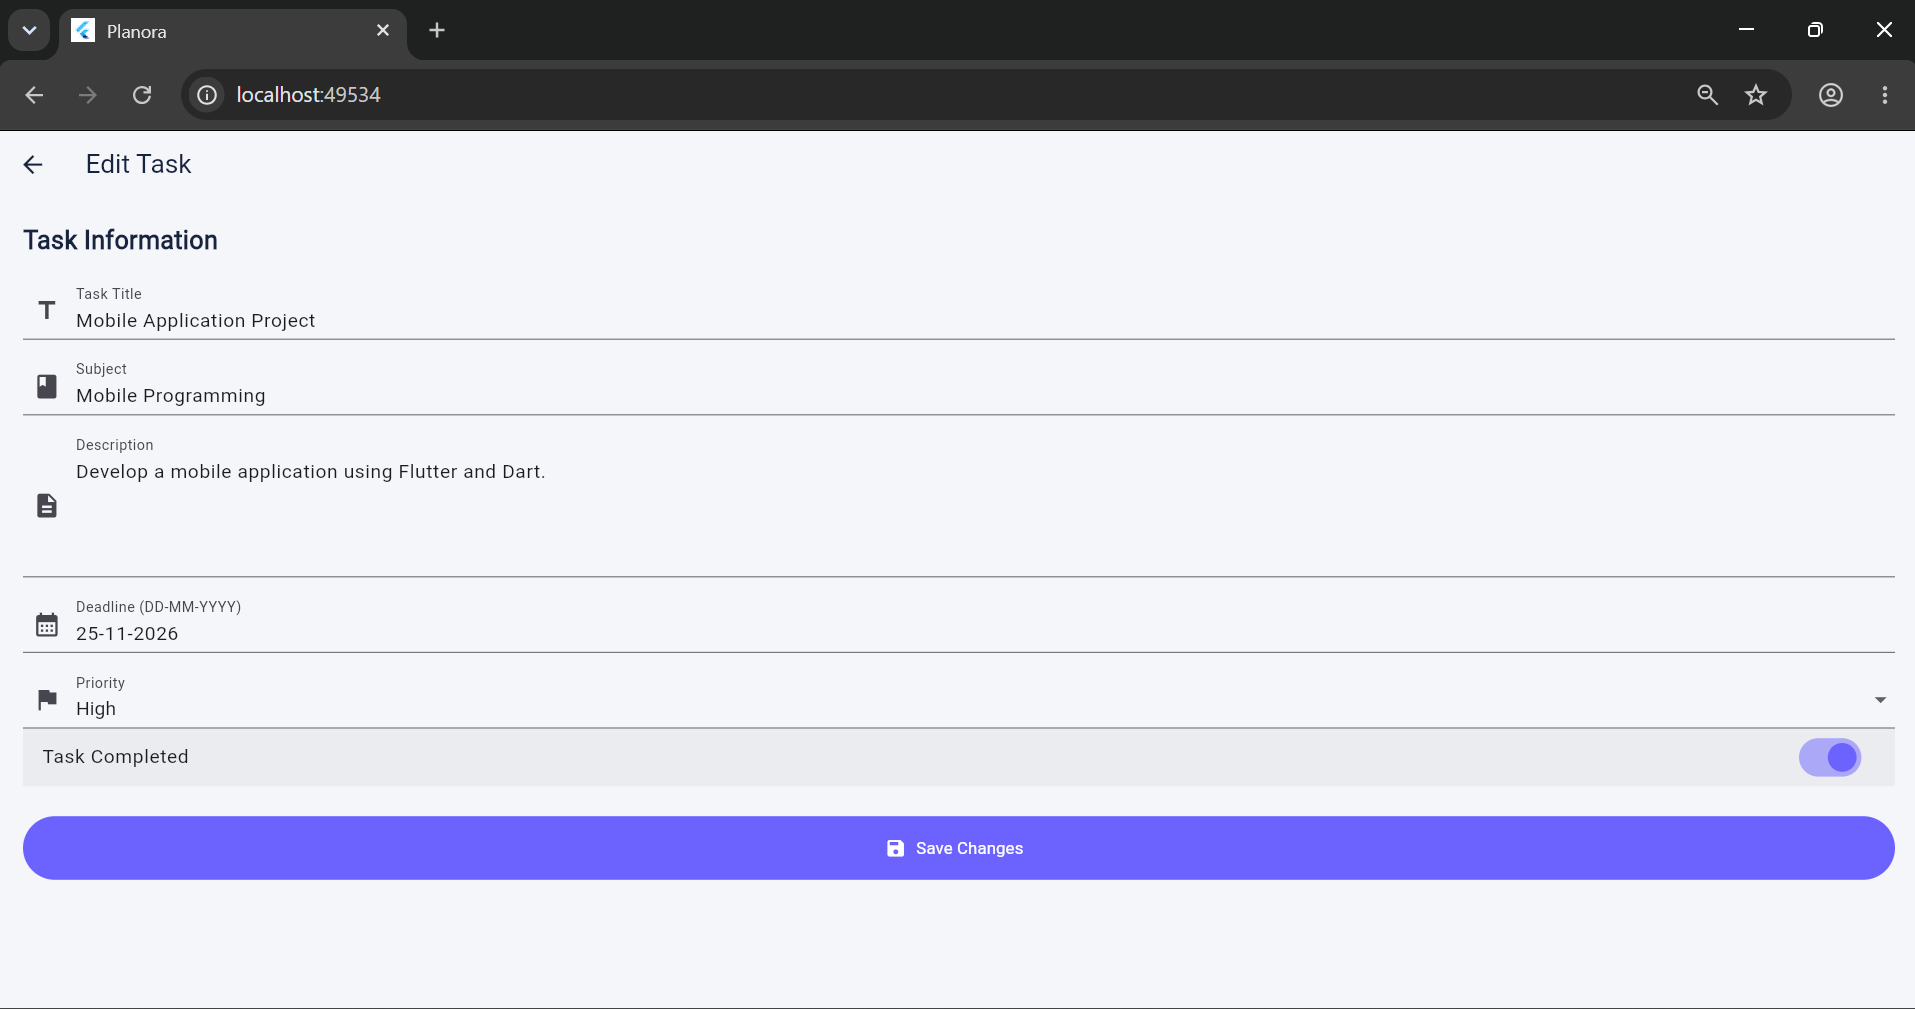 Planora
localhost:49534
Edit Task
Task Information
Task Title
Mobile Application Project
Subject
Mobile Programming
Description
Develop a mobile application using Flutter and Dart.
Deadline (DD-MM-YYYY)
25-11-2026
Priority
High
Task Completed
Save Changes